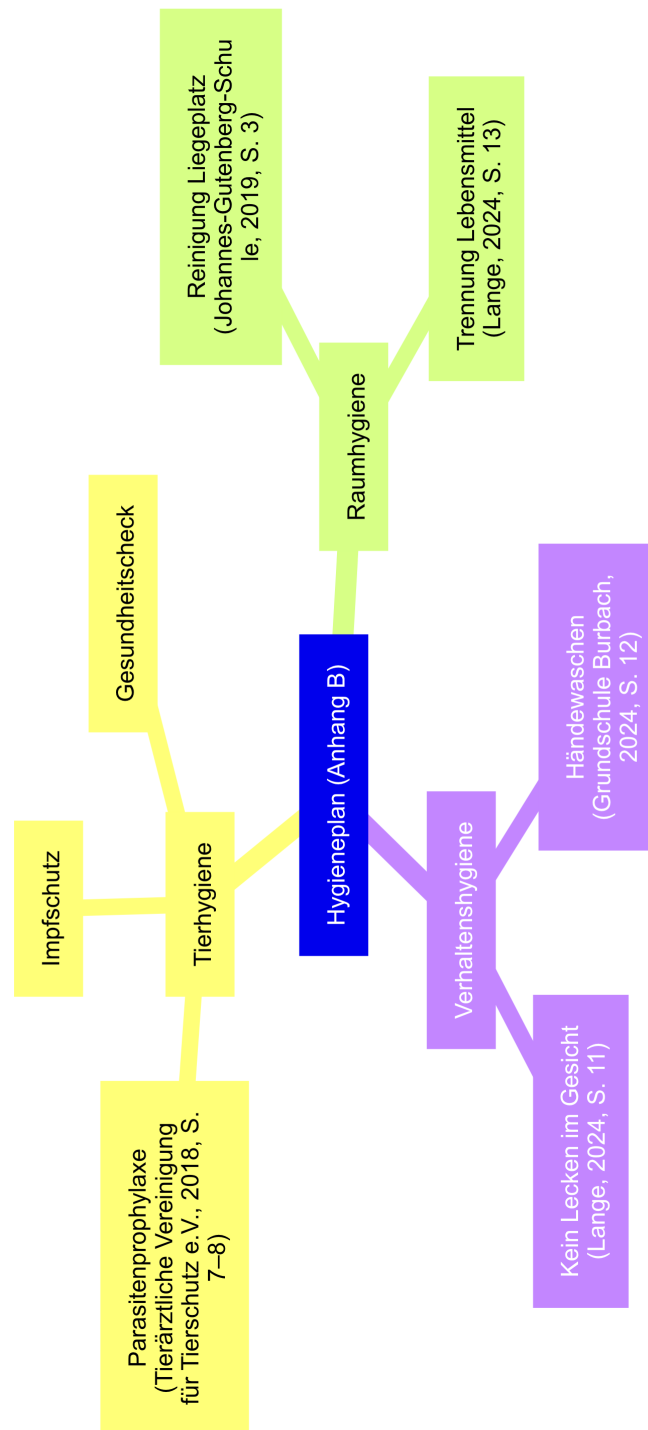 Hygieneplan (Anhang B)
Tierhygiene
Parasitenprophylaxe
(Tierärztliche Vereinigung
für Tierschutz e.V., 2018, S.
7–8)
Impfschutz
Gesundheitscheck
Raumhygiene
Reinigung Liegeplatz
(Johannes-Gutenberg-Schu
le, 2019, S. 3)
Trennung Lebensmittel
(Lange, 2024, S. 13)
Verhaltenshygiene
Kein Lecken im Gesicht
(Lange, 2024, S. 11)
Händewaschen
(Grundschule Burbach,
2024, S. 12)